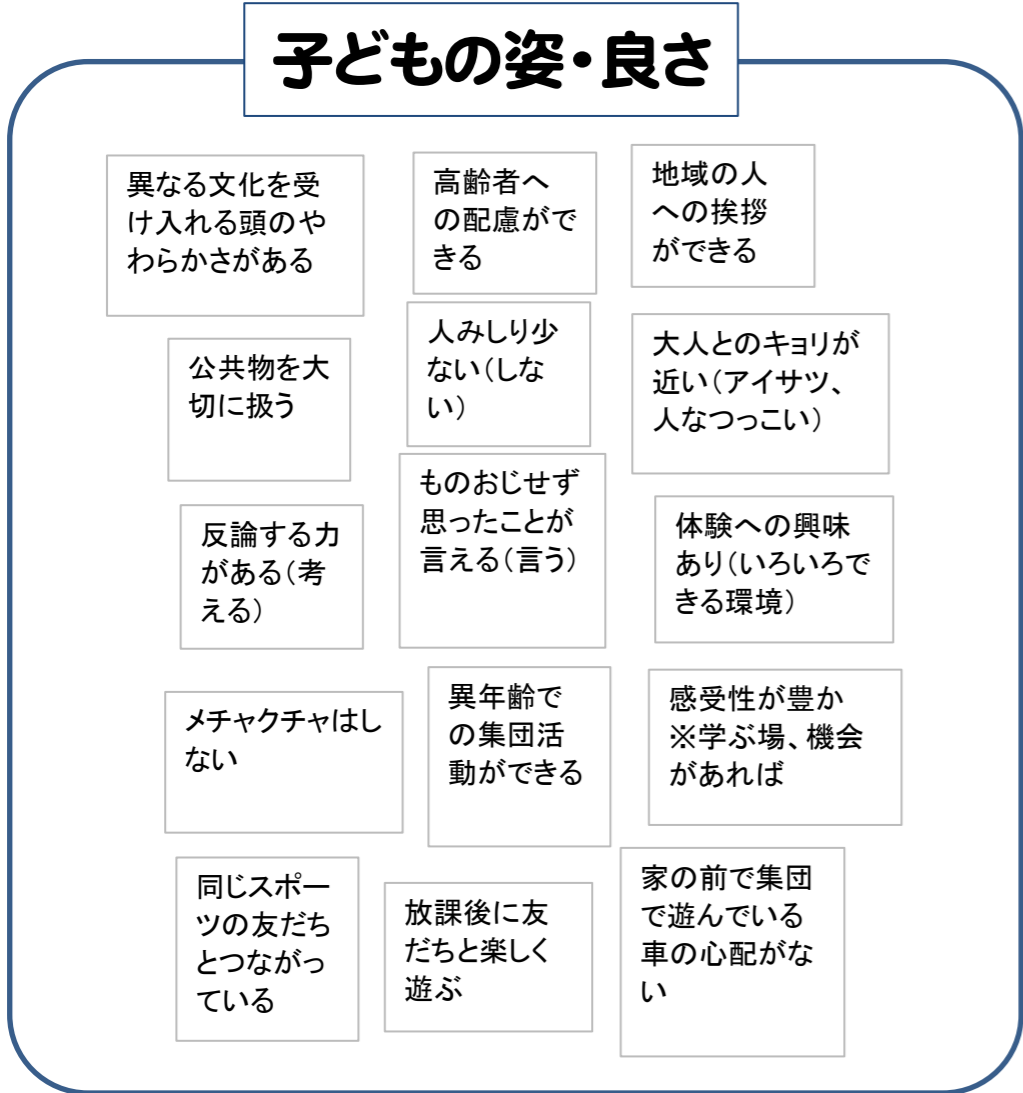 子どもの姿・良さ
異なる文化を受
け入れる頭のや
わらかさがある
高齢者へ
の配慮がで
きる
地域の人
への挨拶
ができる
公共物を大
切に扱う
人みしり少
ない(しな
い)
大人とのキョリが
近い(アイサツ、
人なつっこい)
反論する力
がある(考
える)
ものおじせず
思ったことが
言える(言う)
体験への興味
あり(いろいろで
きる環境)
メチャクチャはし
ない
異年齢で
の集団活
動ができる
感受性が豊か
※学ぶ場、機会
があれば
同じスポー
ツの友だち
とつながっ
ている
放課後に友
だちと楽しく
遊ぶ
家の前で集団
で遊んでいる
車の心配がな
い